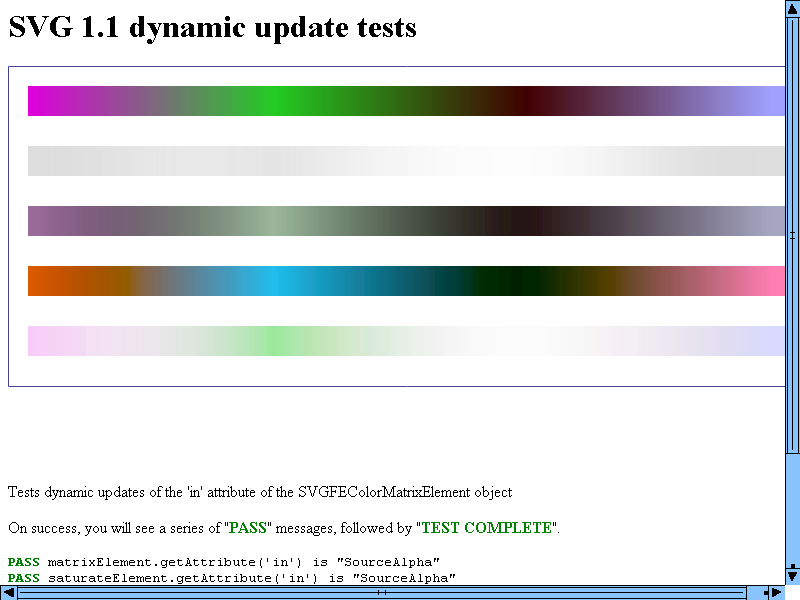 SVG 1.1 dynamic update tests
Tests dynamic updates of the 'in' attribute of the SVGFEColorMatrixElement object
On success, you will see a series of "PASS" messages, followed by "TEST COMPLETE".
PASS matrixElement.getAttribute('in') is "SourceAlpha"
PASS saturateElement.getAttribute('in') is "SourceAlpha"